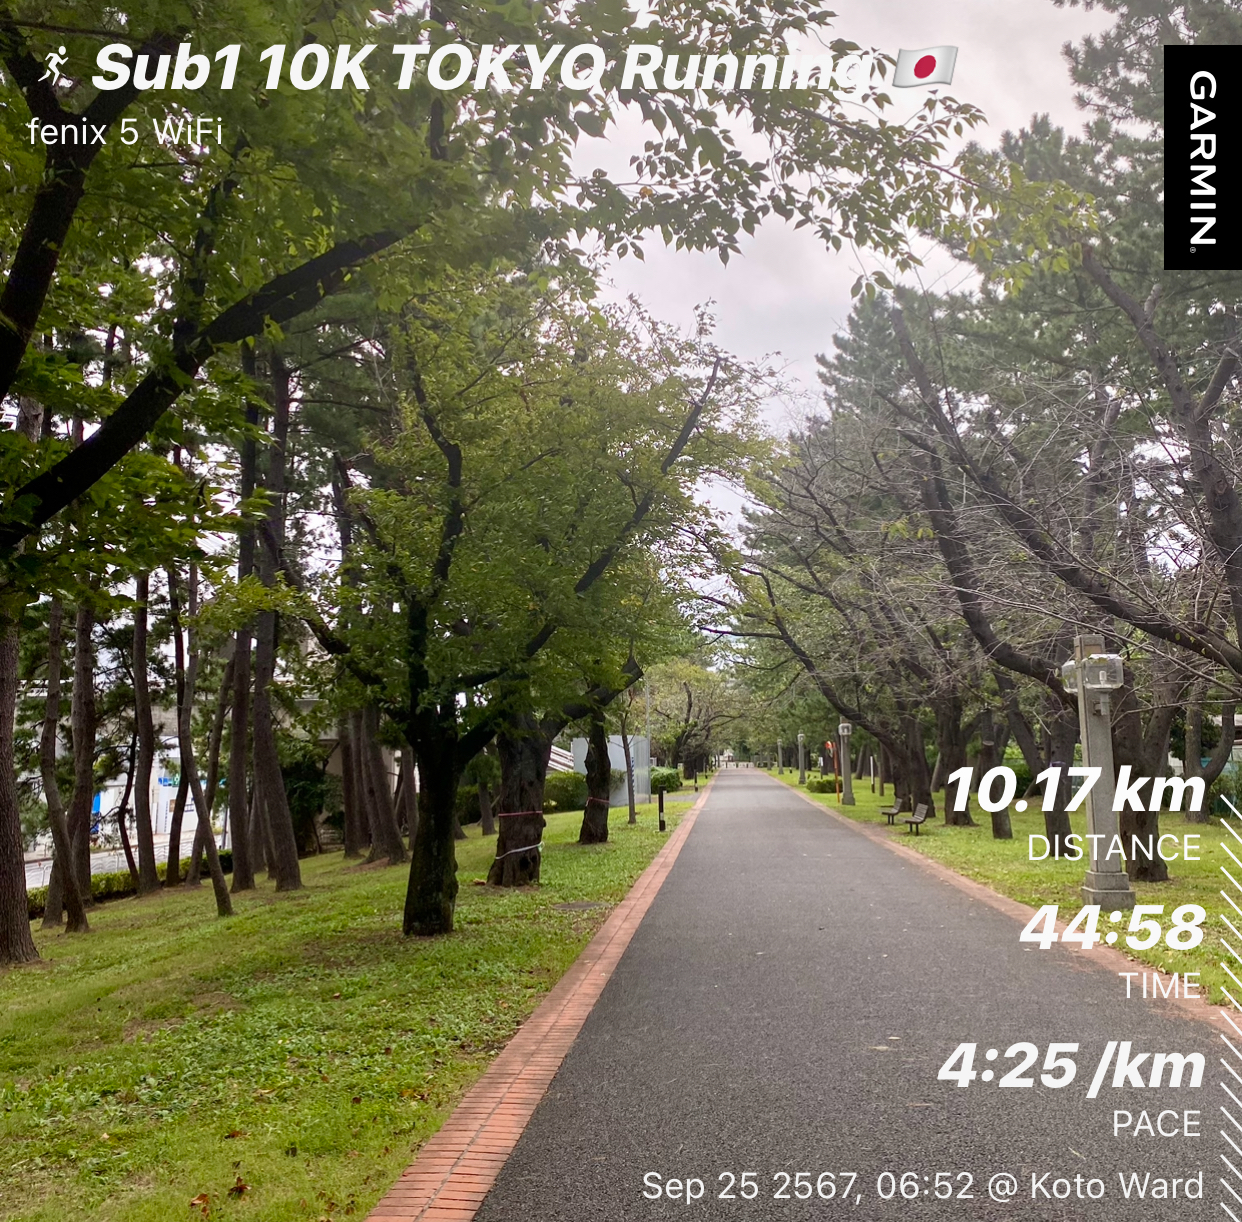 Sub1 10K TOKYO Running 🇯🇵
fenix 5 WiFi
GARMIN
10.17 km
DISTANCE
44:58
TIME
4:25 /km
PACE
Sep 25 2567, 06:52 @ Koto Ward